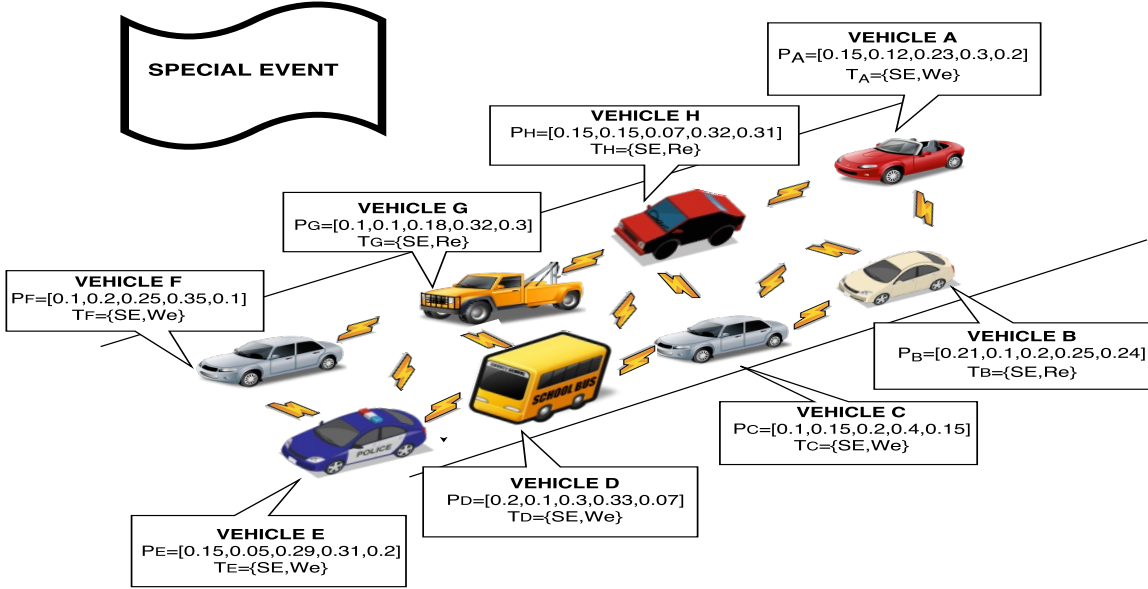 SPECIAL EVENT
VEHICLE A
PA=[0.15,0.12,0.23,0.3,0.2]
TA={SE,We}
VEHICLE H
PH=[0.15,0.15,0.07,0.32,0.31]
TH={SE,Re}
VEHICLE G
PG=[0.1,0.1,0.18,0.32,0.3]
TG={SE,Re}
VEHICLE F
PF=[0.1,0.2,0.25,0.35,0.1]
TF={SE,We}
VEHICLE B
PB=[0.21,0.1,0.2,0.25,0.24]
TB={SE,Re}
SCHOOL BUS
VEHICLE C
PC=[0.1,0.15,0.2,0.4,0.15]
TC={SE,We}
POLICE
VEHICLE D
PD=[0.2,0.1,0.3,0.33,0.07]
TD={SE,We}
VEHICLE E
PE=[0.15,0.05,0.29,0.31,0.2]
TE={SE,We}